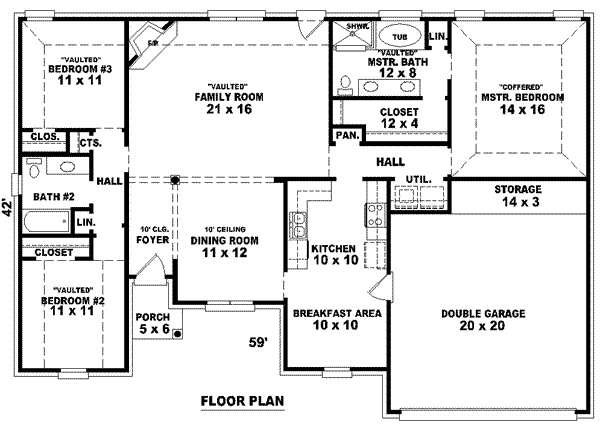 SHWR.
TUB
LIN.
F/P
"VAULTED"
BEDROOM #3
11 x 11
"VAULTED"
FAMILY ROOM
21 x 16
"VAULTED"
MSTR. BATH
12 x 8
"COFFERED"
MSTR. BEDROOM
14 x 16
CLOSET
12 x 4
CLOS.
CTS.
PAN.
HALL
HALL
UTIL.
STORAGE
14 x 3
BATH #2
LIN.
42'
10' CLG.
FOYER
10' CEILING
DINING ROOM
11 x 12
KITCHEN
10 x 10
CLOSET
"VAULTED"
BEDROOM #2
11 x 11
PORCH
5 x 6
BREAKFAST AREA
10 x 10
DOUBLE GARAGE
20 x 20
59'
FLOOR PLAN